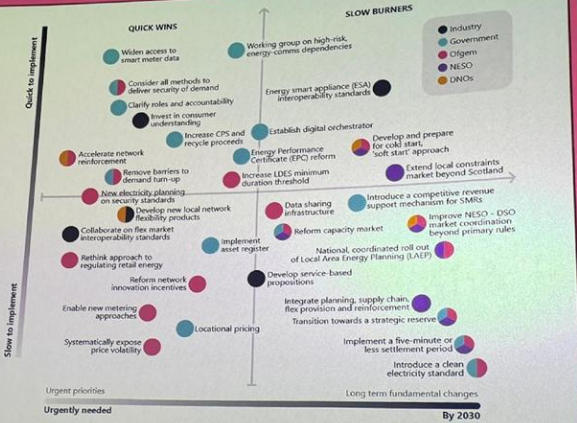 QUICK WINS
SLOW BURNERS
Industry
Government
Ofgem
NESO
DNOs
Quick to implement
Slow to implement
Widen access to
smart meter data
Working group on high-risk,
energy-comms dependencies
Consider all methods to
deliver security of demand
Energy smart appliance (ESA)
interoperability standards
Clarify roles and accountability
Invest in consumer
understanding
Increase CPS and
recycle proceeds
Establish digital orchestrator
Develop and prepare
for cold start,
'soft start' approach
Accelerate network
reinforcement
Energy Performance
Certificate (EPC) reform
Remove barriers to
demand turn-up
Increase LDES minimum
duration threshold
Extend local constraints
market beyond Scotland
New electricity planning
on security standards
Develop new local network
flexibility products
Data sharing
infrastructure
Introduce a competitive revenue
support mechanism for SMRs
Collaborate on flex market
interoperability standards
Reform capacity market
Improve NESO - DSO
market coordination
beyond primary rules
Implement
asset register
National, coordinated roll out
of Local Area Energy Planning (LAEP)
Rethink approach to
regulating retail energy
Reform network
innovation incentives
Develop service-based
propositions
Enable new metering
approaches
Integrate planning, supply chain,
flex provision and reinforcement
Transition towards a strategic reserve
Locational pricing
Systematically expose
price volatility
Implement a five-minute or
less settlement period
Introduce a clean
electricity standard
Urgent priorities
Long term fundamental changes
Urgently needed
By 2030